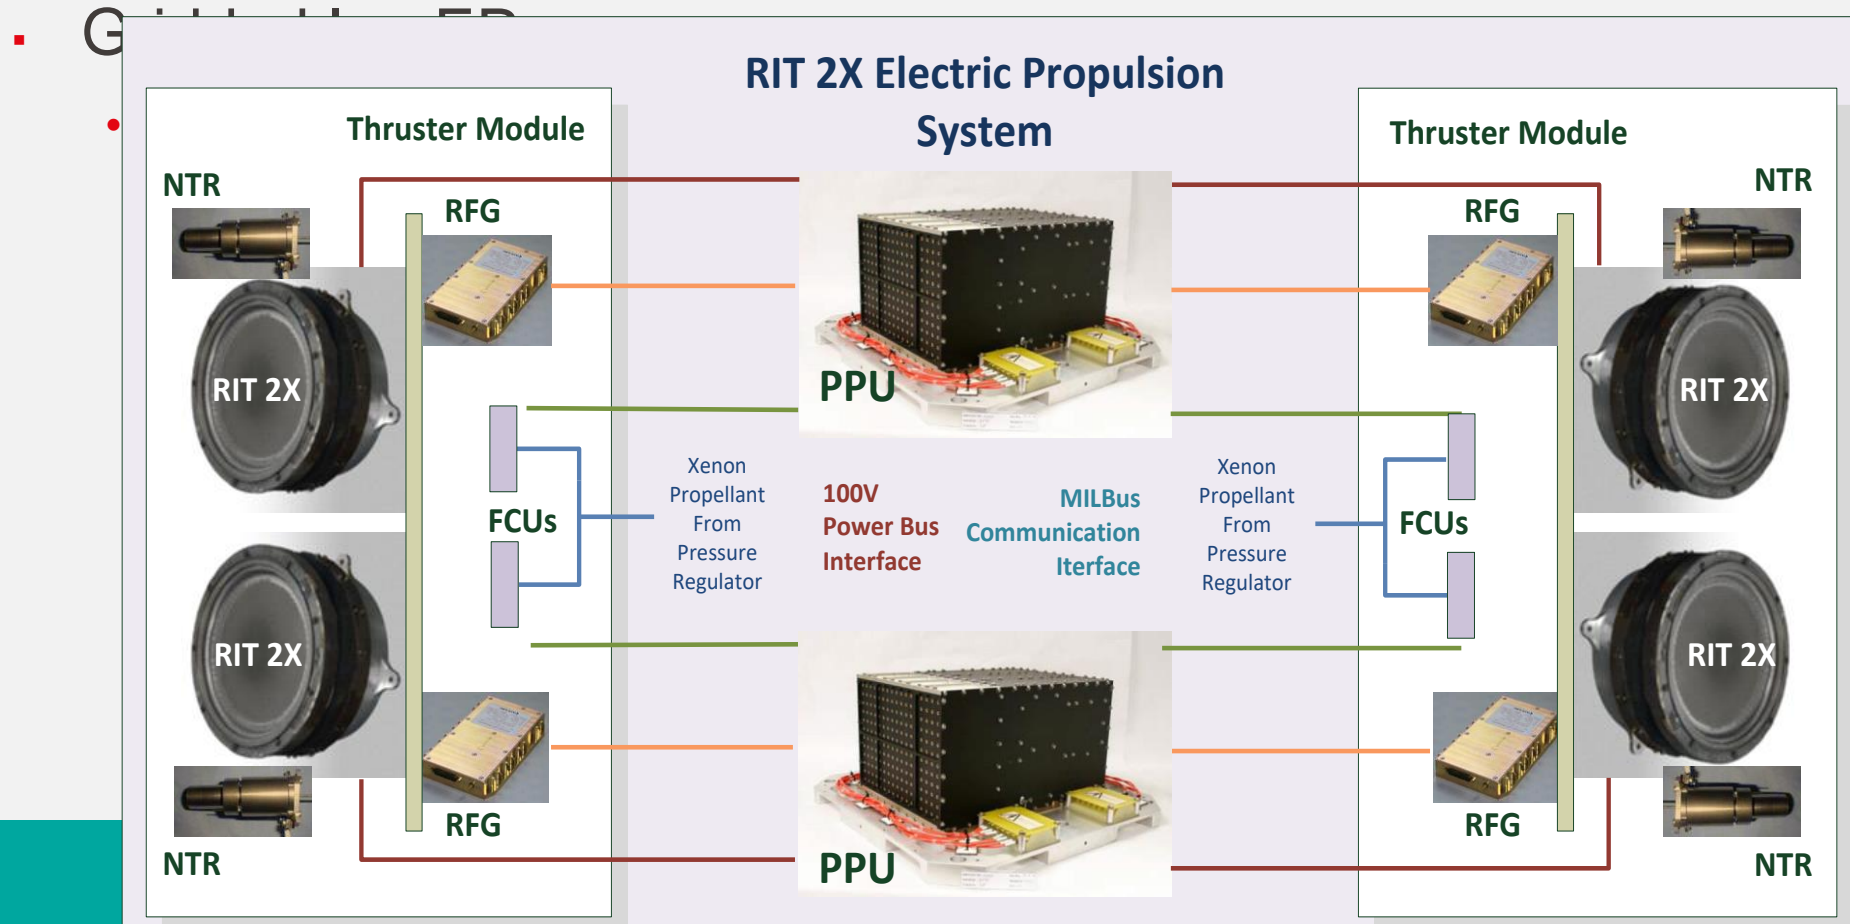 RIT 2X Electric Propulsion
System
Thruster Module
NTR
RFG
RIT 2X
FCUs
RIT 2X
RFG
NTR
PPU
Xenon
Propellant
From
Pressure
Regulator
100V
Power Bus
Interface
MILBus
Communication
Iterface
Xenon
Propellant
From
Pressure
Regulator
PPU
Thruster Module
NTR
RFG
RIT 2X
FCUs
RIT 2X
RFG
NTR